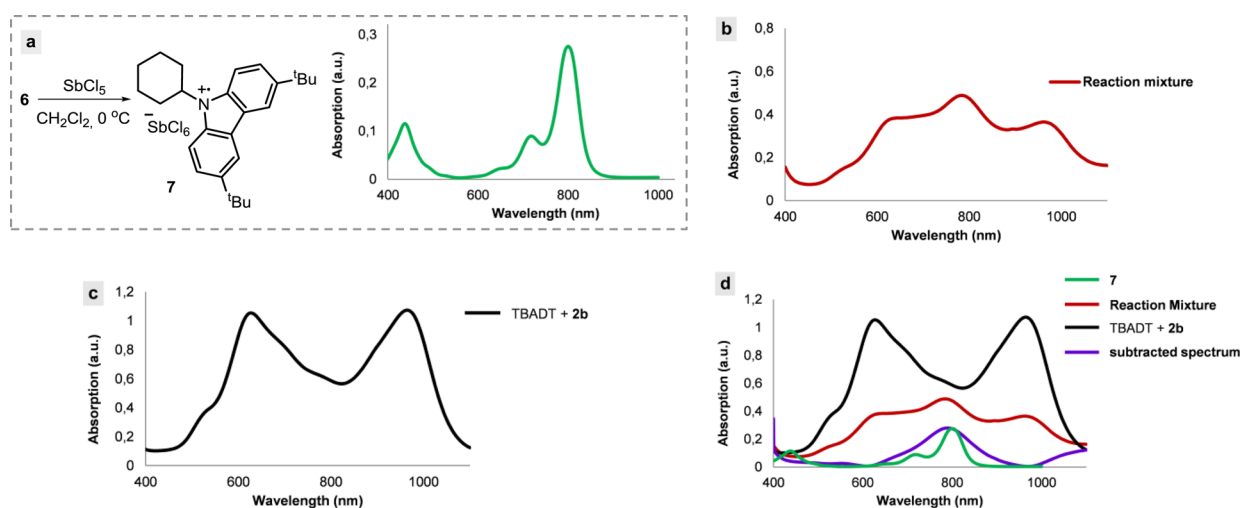 a
6
SbCl5
CH2Cl2, 0 °C
N
+•
−
SbCl6
tBu
tBu
7
Absorption (a.u.)
0,3
0,2
0,1
0
400 600 800 1000
Wavelength (nm)
b
Absorption (a.u.)
0,8
0,6
0,4
0,2
0
400 600 800 1000
Wavelength (nm)
Reaction mixture
c
Absorption (a.u.)
1,2
1
0,8
0,6
0,4
0,2
0
400 600 800 1000
Wavelength (nm)
TBADT + 2b
d
Absorption (a.u.)
1,2
1
0,8
0,6
0,4
0,2
0
400 600 800 1000
Wavelength (nm)
7
Reaction Mixture
TBADT + 2b
subtracted spectrum